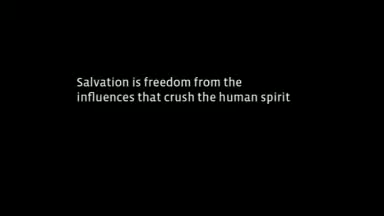 Salvation is freedom from the
influences that crush the human spirit